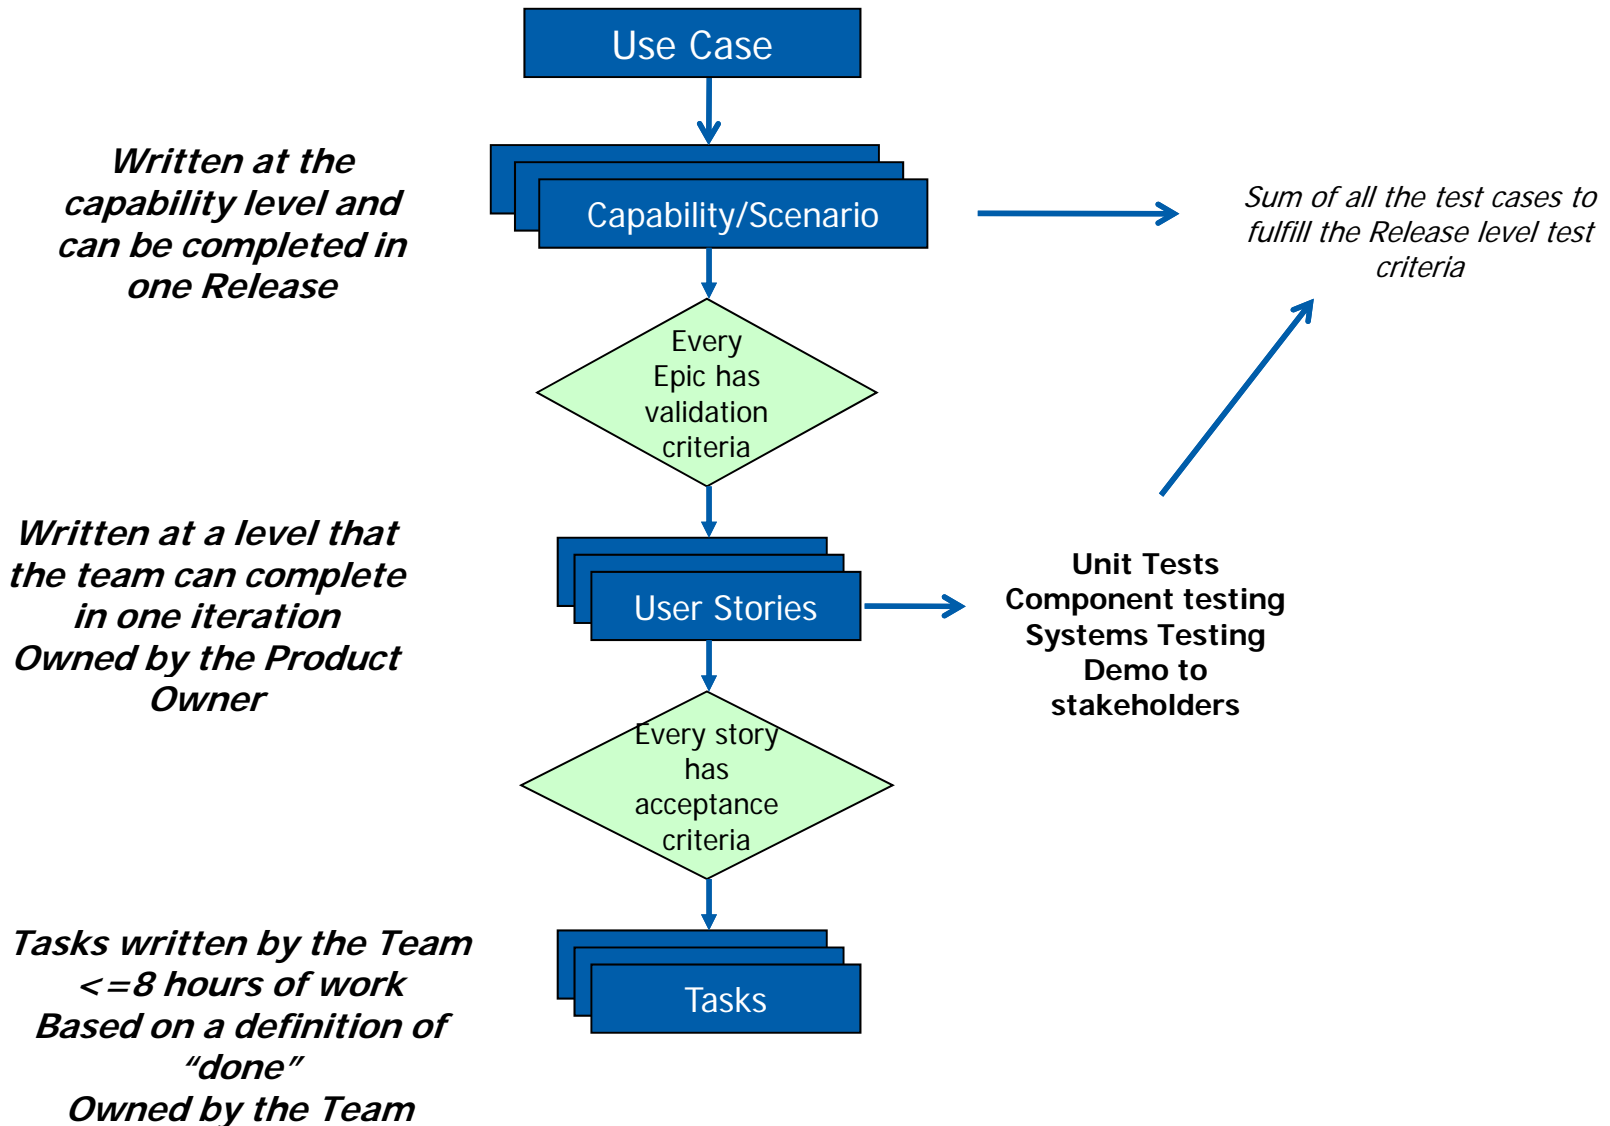 Use Case
Written at the
capability level and
can be completed in
one Release
Capability/Scenario
Sum of all the test cases to
fulfill the Release level test
criteria
Every
Epic has
validation
criteria
Written at a level that
the team can complete
in one iteration
Owned by the Product
Owner
User Stories
Unit Tests
Component testing
Systems Testing
Demo to
stakeholders
Every story
has
acceptance
criteria
Tasks written by the Team
<=8 hours of work
Based on a definition of
“done”
Owned by the Team
Tasks